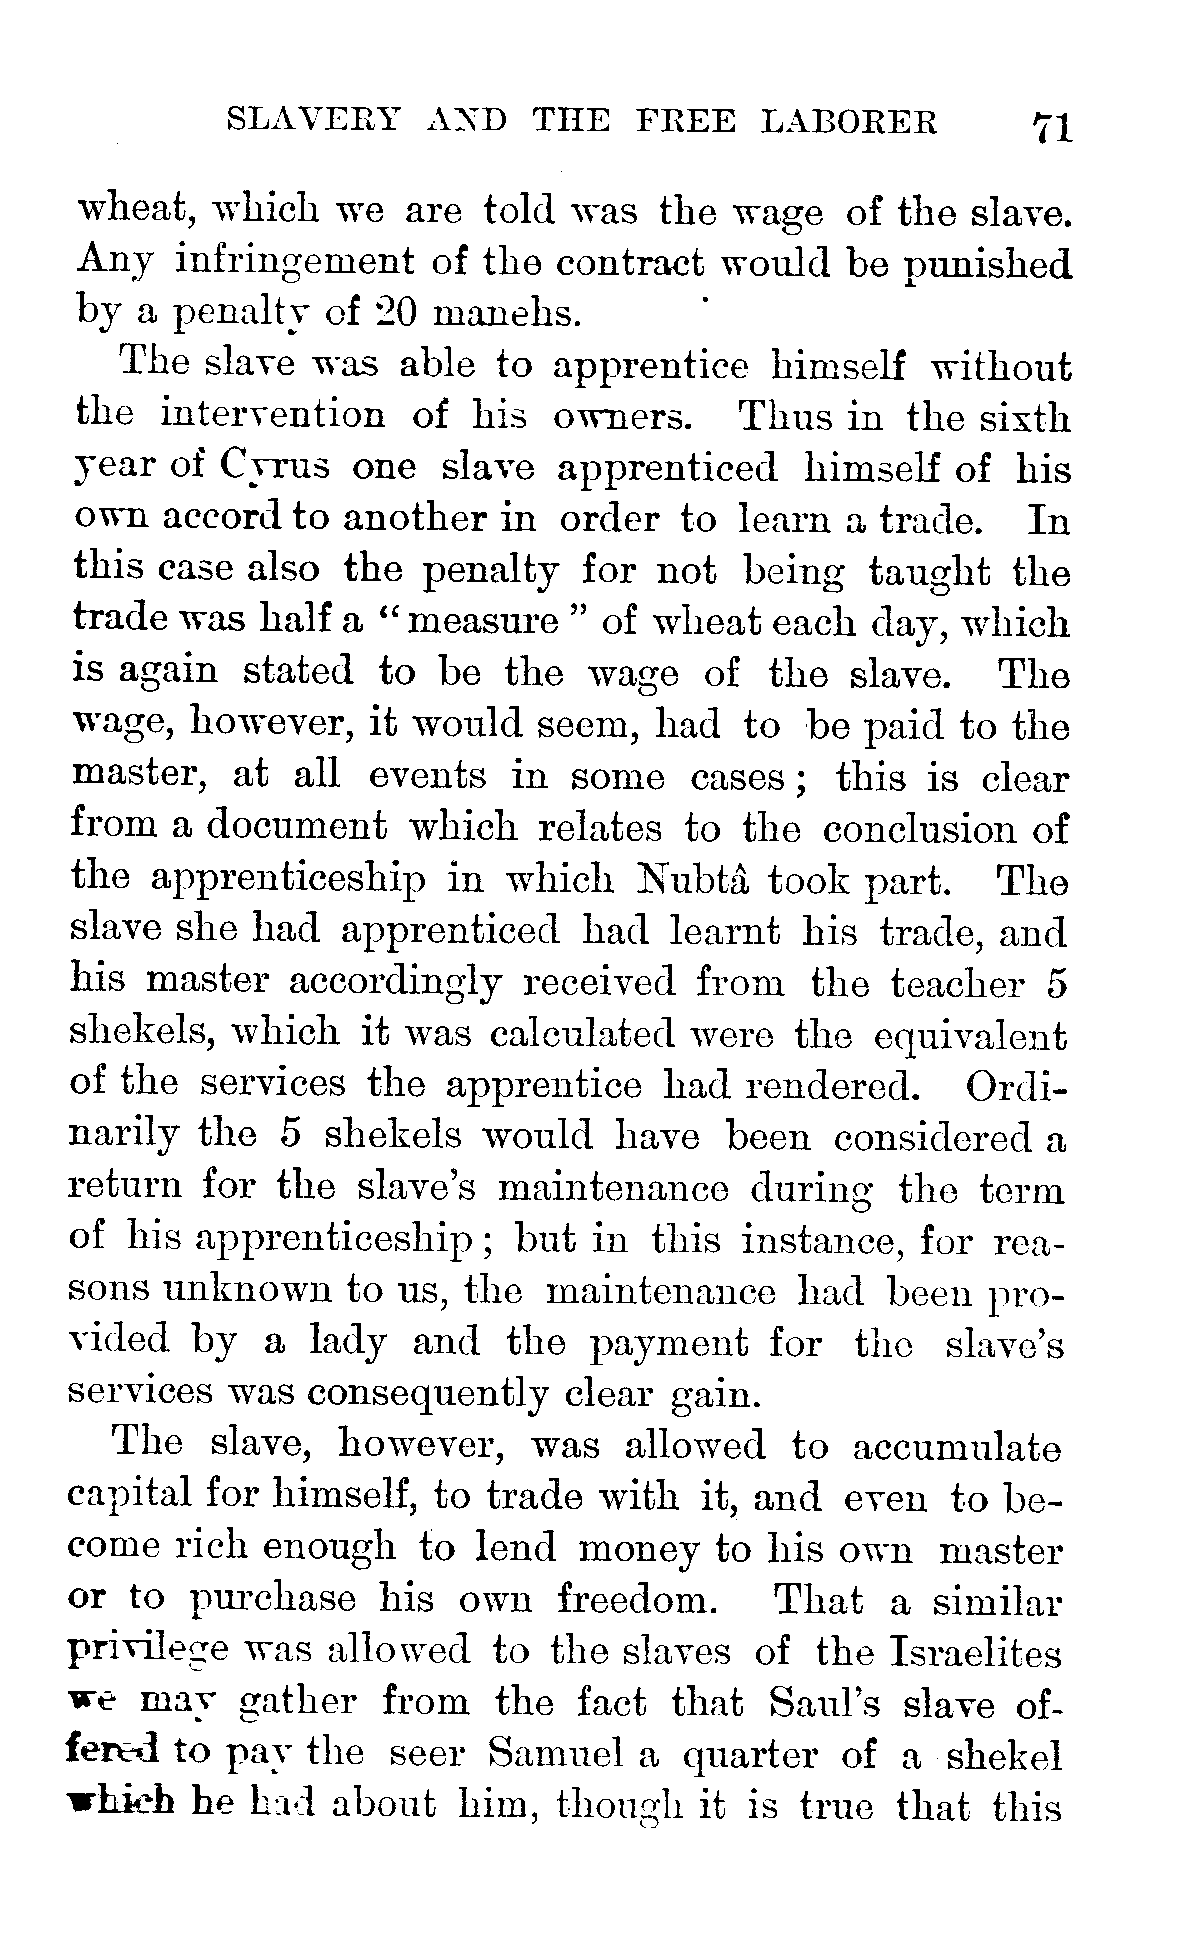 SLAVERY AND THE FREE LABORER 71
wheat, which we are told was the wage of the slave.
Any infringement of the contract would be punished
by a penalty of 20 manehs.
The slave was able to apprentice himself without
the intervention of his owners. Thus in the sixth
year of Cyrus one slave apprenticed himself of his
own accord to another in order to learn a trade. In
this case also the penalty for not being taught the
trade was half a “measure” of wheat each day, which
is again stated to be the wage of the slave. The
wage, however, it would seem, had to be paid to the
master, at all events in some cases; this is clear
from a document which relates to the conclusion of
the apprenticeship in which Nubtâ took part. The
slave she had apprenticed had learnt his trade, and
his master accordingly received from the teacher 5
shekels, which it was calculated were the equivalent
of the services the apprentice had rendered. Ordi-
narily the 5 shekels would have been considered a
return for the slave’s maintenance during the term
of his apprenticeship; but in this instance, for rea-
sons unknown to us, the maintenance had been pro-
vided by a lady and the payment for the slave’s
services was consequently clear gain.
The slave, however, was allowed to accumulate
capital for himself, to trade with it, and even to be-
come rich enough to lend money to his own master
or to purchase his own freedom. That a similar
privilege was allowed to the slaves of the Israelites
we may gather from the fact that Saul’s slave of-
fered to pay the seer Samuel a quarter of a shekel
which he had about him, though it is true that this